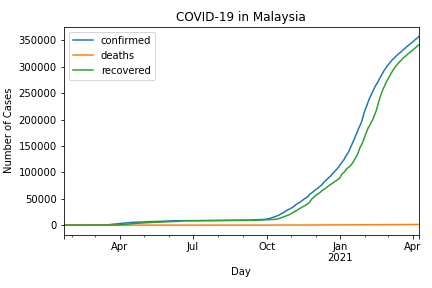 COVID-19 in Malaysia
confirmed
deaths
recovered
Number of Cases
350000
300000
250000
200000
150000
100000
50000
0
Apr
Jul
Oct
Jan
2021
Apr
Day